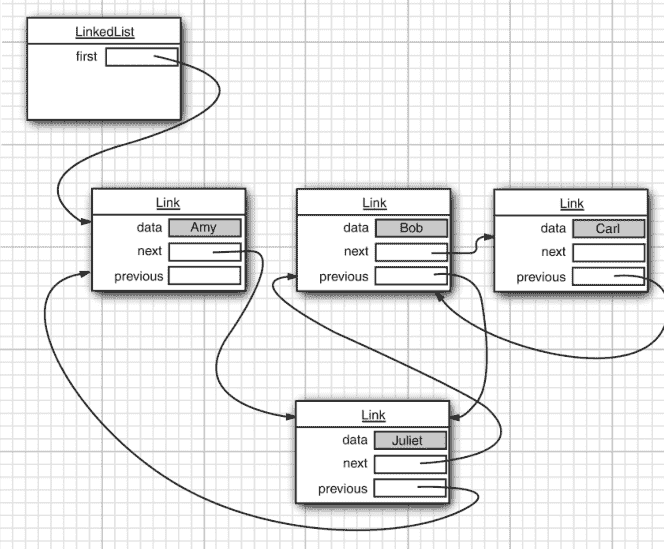 LinkedList
first
Link
data Amy
next
previous
Link
data Bob
next
previous
Link
data Carl
next
previous
Link
data Juliet
next
previous